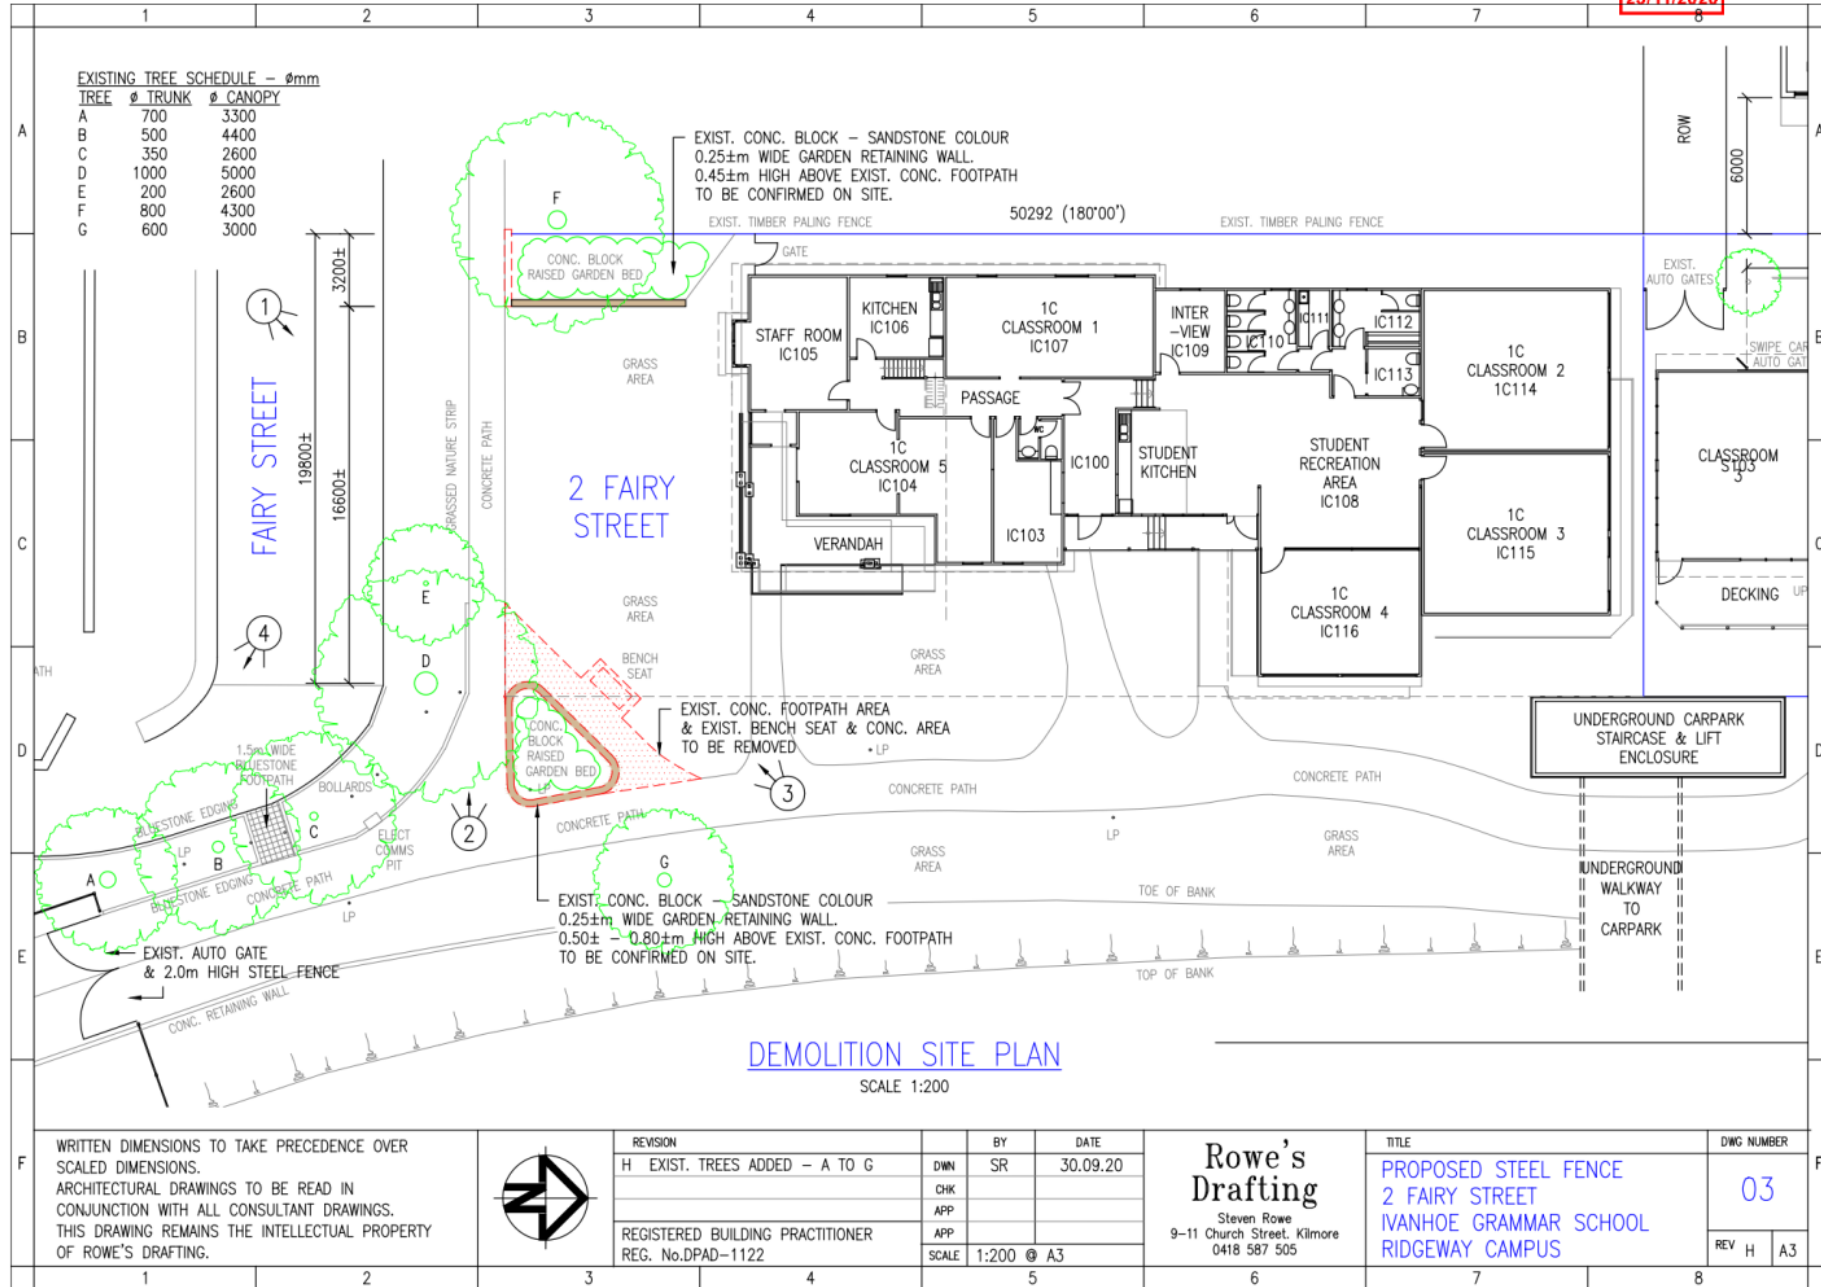 1 2 3 4 5 6 7 8
EXISTING TREE SCHEDULE – ømm
TREE ø TRUNK ø CANOPY
A 700 3300
B 500 4400
C 350 2600
D 1000 5000
E 200 2600
F 800 4300
G 600 3000
A
A
B
C
D
E
F
EXIST. CONC. BLOCK – SANDSTONE COLOUR
0.25±m WIDE GARDEN RETAINING WALL.
0.45±m HIGH ABOVE EXIST. CONC. FOOTPATH
TO BE CONFIRMED ON SITE.
50292 (180°00')
EXIST. TIMBER PALING FENCE
EXIST. TIMBER PALING FENCE
ROW
6000
F
GATE
CONC. BLOCK
RAISED GARDEN BED
EXIST.
AUTO GATES
3200±
19800±
16600±
1
FAIRY STREET
GRASSED NATURE STRIP
CONCRETE PATH
GRASS
AREA
STAFF ROOM
IC105
KITCHEN
IC106
1C
CLASSROOM 1
IC107
INTER
-VIEW
IC109
IC110
IC111
IC112
IC113
1C
CLASSROOM 2
1C114
SWIPE CAR
AUTO GAT
PASSAGE
WC
2 FAIRY
STREET
1C
CLASSROOM 5
IC104
IC100
STUDENT
KITCHEN
STUDENT
RECREATION
AREA
IC108
CLASSROOM
S103
3
VERANDAH
IC103
1C
CLASSROOM 3
IC115
DECKING UP
E
GRASS
AREA
1C
CLASSROOM 4
IC116
4
ATH
D
BENCH
SEAT
GRASS
AREA
EXIST. CONC. FOOTPATH AREA
& EXIST. BENCH SEAT & CONC. AREA
TO BE REMOVED
LP
CONC.
BLOCK
RAISED
GARDEN BED
LP
UNDERGROUND CARPARK
STAIRCASE & LIFT
ENCLOSURE
1.5m WIDE
BLUESTONE
FOOTPATH
BOLLARDS
CONCRETE PATH
CONCRETE PATH
3
2
CONCRETE PATH
BLUESTONE EDGING
C
ELECT
COMMS
PIT
LP
LP
B
A
G
GRASS
AREA
GRASS
AREA
BLUESTONE EDGING
CONCRETE PATH
LP
TOE OF BANK
UNDERGROUND
WALKWAY
TO
CARPARK
EXIST. CONC. BLOCK – SANDSTONE COLOUR
0.25±m WIDE GARDEN RETAINING WALL.
0.50± – 0.80±m HIGH ABOVE EXIST. CONC. FOOTPATH
TO BE CONFIRMED ON SITE.
EXIST. AUTO GATE
& 2.0m HIGH STEEL FENCE
TOP OF BANK
CONC. RETAINING WALL
DEMOLITION SITE PLAN
SCALE 1:200
WRITTEN DIMENSIONS TO TAKE PRECEDENCE OVER
SCALED DIMENSIONS.
ARCHITECTURAL DRAWINGS TO BE READ IN
CONJUNCTION WITH ALL CONSULTANT DRAWINGS.
THIS DRAWING REMAINS THE INTELLECTUAL PROPERTY
OF ROWE'S DRAFTING.
N
REVISION BY DATE
H EXIST. TREES ADDED – A TO G DWN SR 30.09.20
CHK
APP
REGISTERED BUILDING PRACTITIONER APP
REG. No.DPAD-1122 SCALE 1:200 @ A3
Rowe's
Drafting
Steven Rowe
9-11 Church Street. Kilmore
0418 587 505
TITLE
PROPOSED STEEL FENCE
2 FAIRY STREET
IVANHOE GRAMMAR SCHOOL
RIDGEWAY CAMPUS
DWG NUMBER
03
REV H A3
1 2 3 4 5 6 7 8